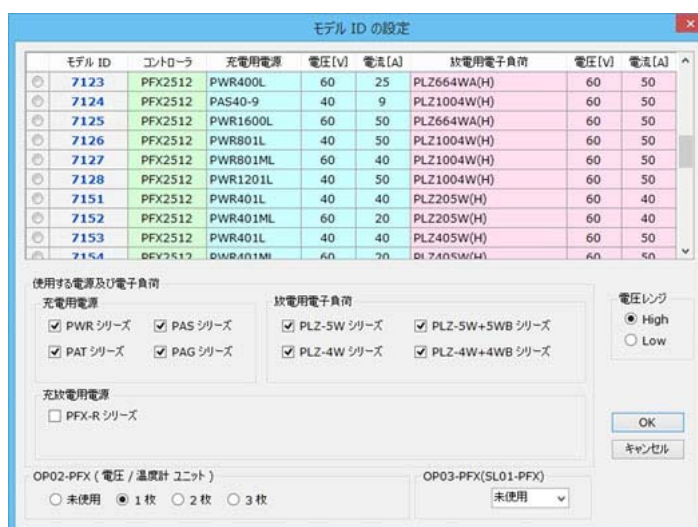 モデル ID の設定
モデル ID コントローラ 充電用電源 電圧[V] 電流[A] 放電用電子負荷 電圧[V] 電流[A]
7123 PFX2512 PWR400L 60 25 PLZ664WA(H) 60 50
7124 PFX2512 PAS40-9 40 9 PLZ1004W(H) 60 50
7125 PFX2512 PWR1600L 60 50 PLZ664WA(H) 60 50
7126 PFX2512 PWR801L 40 50 PLZ1004W(H) 60 50
7127 PFX2512 PWR801ML 60 40 PLZ1004W(H) 60 50
7128 PFX2512 PWR1201L 40 50 PLZ1004W(H) 60 50
7151 PFX2512 PWR401L 40 40 PLZ205W(H) 60 40
7152 PFX2512 PWR401ML 60 20 PLZ205W(H) 60 40
7153 PFX2512 PWR401L 40 40 PLZ405W(H) 60 50
7154 PFX2512 PWR401ML 60 20 PLZ405W(H) 60 50
使用する電源及び電子負荷
充電用電源
PWR シリーズ PAS シリーズ
PAT シリーズ PAG シリーズ
放電用電子負荷
PLZ-5W シリーズ PLZ-5W+5WB シリーズ
PLZ-4W シリーズ PLZ-4W+4WB シリーズ
電圧レンジ
High
Low
充放電用電源
PFX-R シリーズ
OK
キャンセル
OP02-PFX ( 電圧 / 温度計 ユニット )
未使用 1 枚 2 枚 3 枚
OP03-PFX(SL01-PFX)
未使用